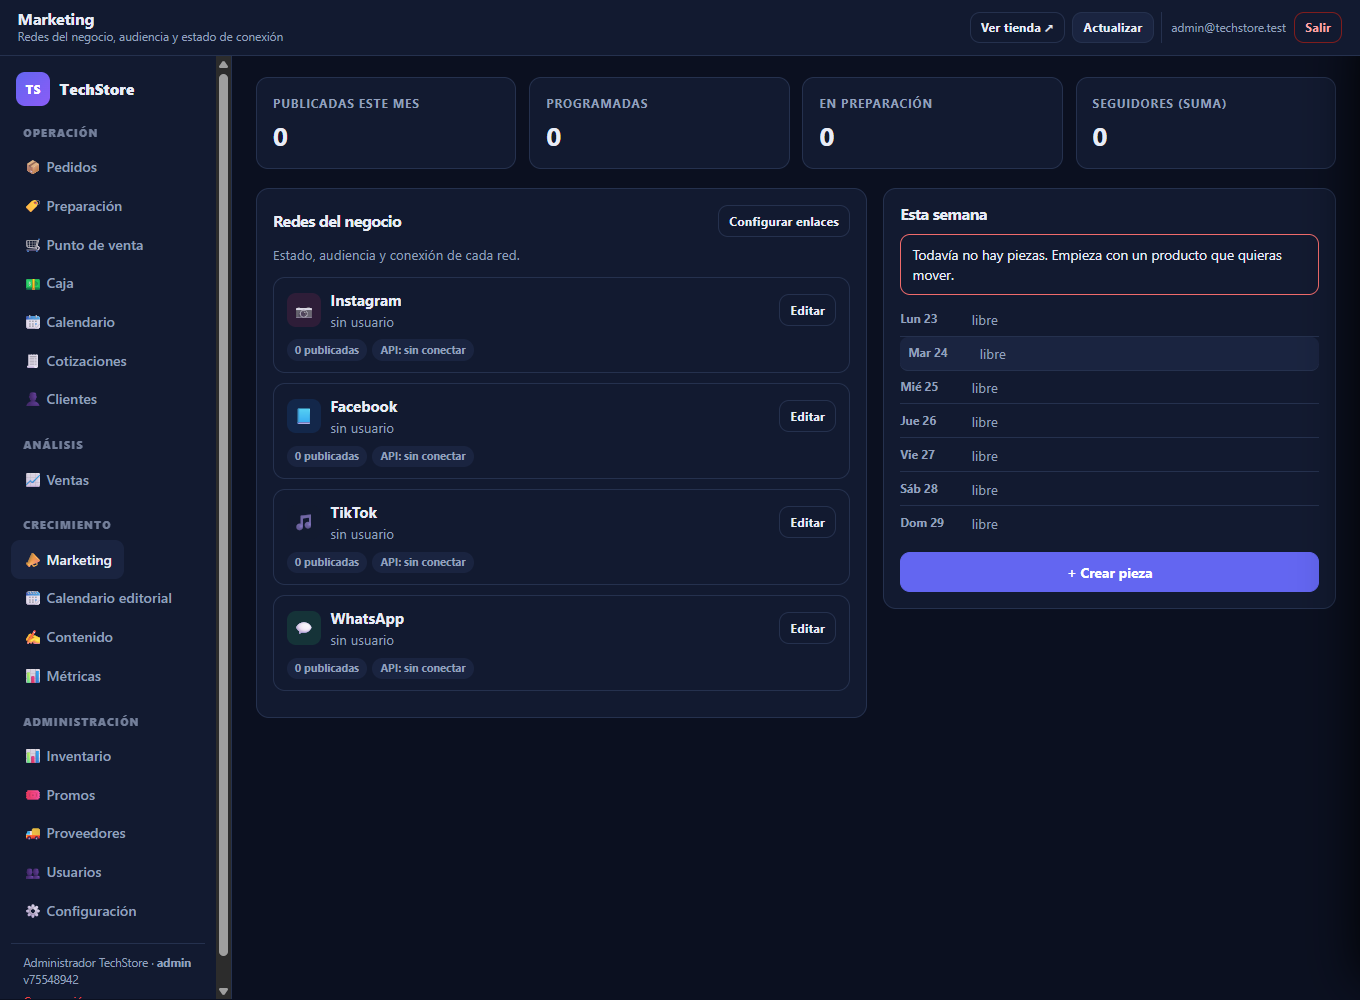 Marketing
Redes del negocio, audiencia y estado de conexión
Ver tienda ↗
Actualizar
admin@techstore.test
Salir
TS
TechStore
OPERACIÓN
Pedidos
Preparación
Punto de venta
Caja
Calendario
Cotizaciones
Clientes
ANÁLISIS
Ventas
CRECIMIENTO
Marketing
Calendario editorial
Contenido
Métricas
ADMINISTRACIÓN
Inventario
Promos
Proveedores
Usuarios
Configuración
Administrador TechStore · admin
v75548942
PUBLICADAS ESTE MES
0
PROGRAMADAS
0
EN PREPARACIÓN
0
SEGUIDORES (SUMA)
0
Redes del negocio
Configurar enlaces
Estado, audiencia y conexión de cada red.
Instagram
sin usuario
Editar
0 publicadas
API: sin conectar
Facebook
sin usuario
Editar
0 publicadas
API: sin conectar
TikTok
sin usuario
Editar
0 publicadas
API: sin conectar
WhatsApp
sin usuario
Editar
0 publicadas
API: sin conectar
Esta semana
Todavía no hay piezas. Empieza con un producto que quieras
mover.
Lun 23 libre
Mar 24 libre
Mié 25 libre
Jue 26 libre
Vie 27 libre
Sáb 28 libre
Dom 29 libre
+ Crear pieza